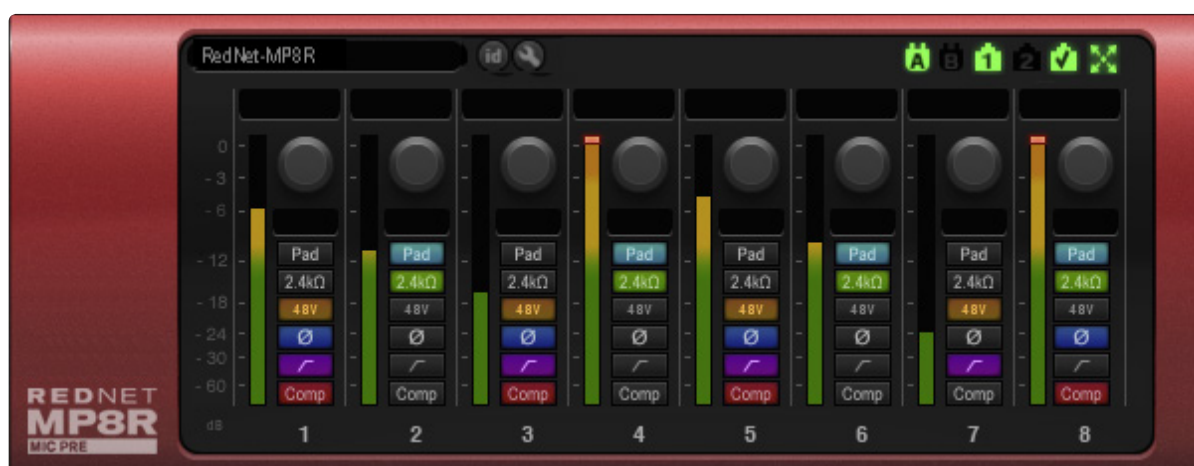 RedNet-MP8R id A B 1 2
0
- 3
- 6
- 12
- 18
- 24
- 30
- 60
dB
Pad Pad Pad Pad Pad Pad Pad Pad
2.4kΩ 2.4kΩ 2.4kΩ 2.4kΩ 2.4kΩ 2.4kΩ 2.4kΩ 2.4kΩ
48V 48V 48V 48V 48V 48V 48V 48V
Ø Ø Ø Ø Ø Ø Ø Ø
Comp Comp Comp Comp Comp Comp Comp Comp
1 2 3 4 5 6 7 8
REDNET
MP8R
MIC PRE